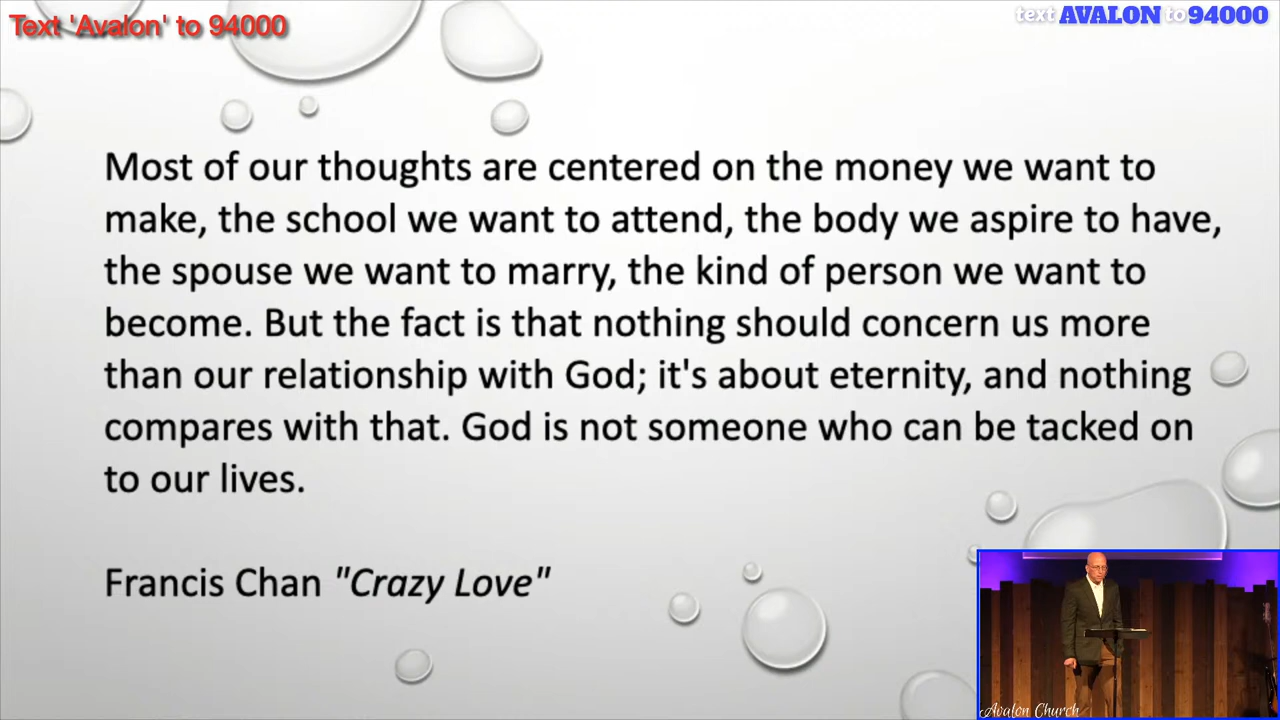 Text 'Avalon' to 94000
text AVALON to 94000
Most of our thoughts are centered on the money we want to
make, the school we want to attend, the body we aspire to have,
the spouse we want to marry, the kind of person we want to
become. But the fact is that nothing should concern us more
than our relationship with God; it's about eternity, and nothing
compares with that. God is not someone who can be tacked on
to our lives.
Francis Chan "Crazy Love"
Avalon Church